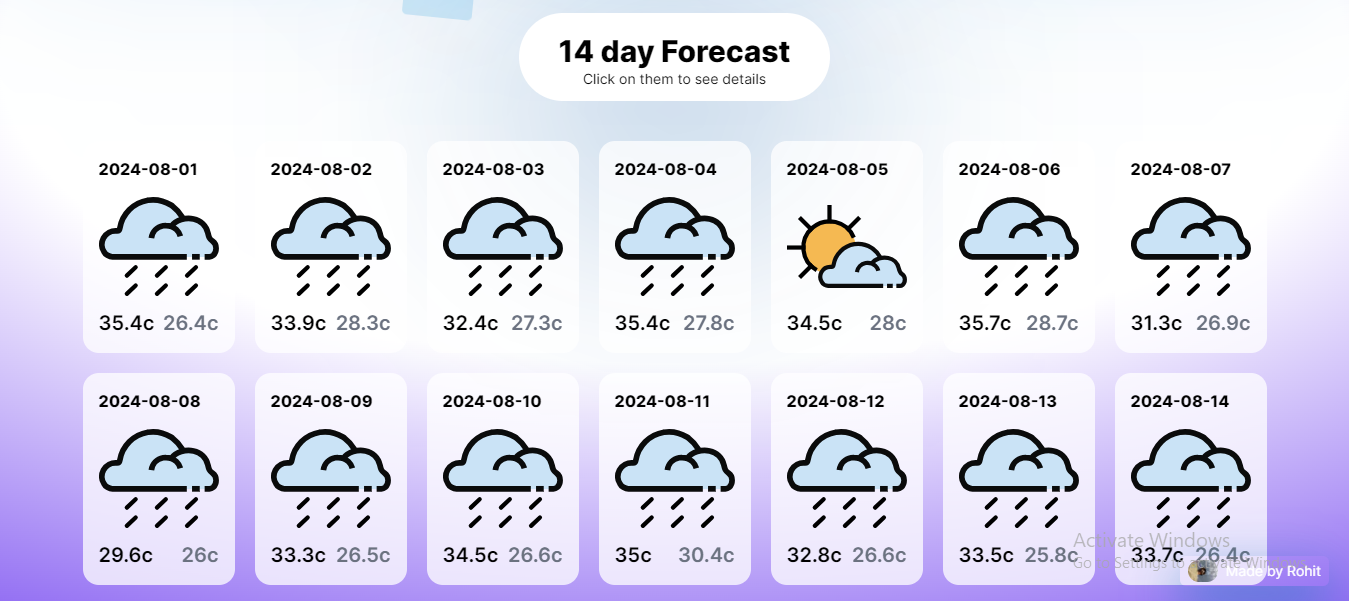 14 day Forecast
Click on them to see details
2024-08-01 2024-08-02 2024-08-03 2024-08-04 2024-08-05 2024-08-06 2024-08-07
35.4c 26.4c 33.9c 28.3c 32.4c 27.3c 35.4c 27.8c 34.5c 28c 35.7c 28.7c 31.3c 26.9c
2024-08-08 2024-08-09 2024-08-10 2024-08-11 2024-08-12 2024-08-13 2024-08-14
29.6c 26c 33.3c 26.5c 34.5c 26.6c 35c 30.4c 32.8c 26.6c 33.5c 25.8c 33.7c 26.4c
Activate Windows
Go to Settings to activate Windows
Made by Rohit